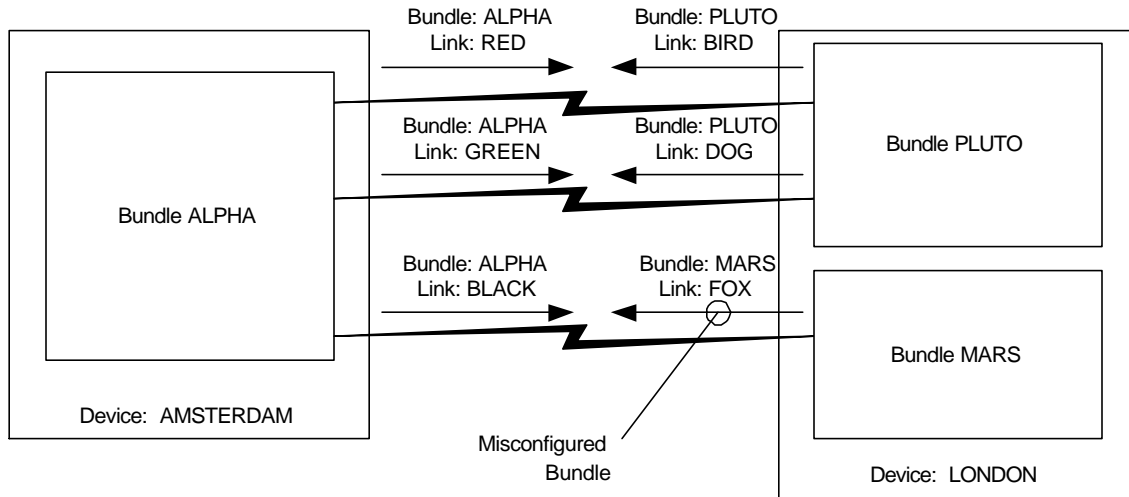 Bundle: ALPHA
Link: RED
Bundle: PLUTO
Link: BIRD
Bundle: ALPHA
Link: GREEN
Bundle: PLUTO
Link: DOG
Bundle PLUTO
Bundle ALPHA
Bundle: ALPHA
Link: BLACK
Bundle: MARS
Link: FOX
Bundle MARS
Device: AMSTERDAM
Misconfigured
Bundle
Device: LONDON